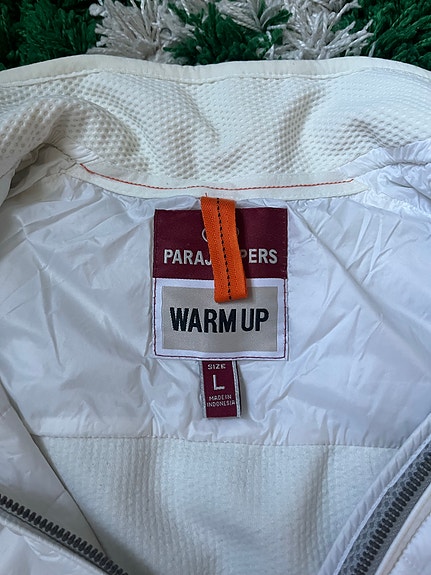 PARAJ PERS
WARM UP
SIZE
L
MADE IN
INDONESIA